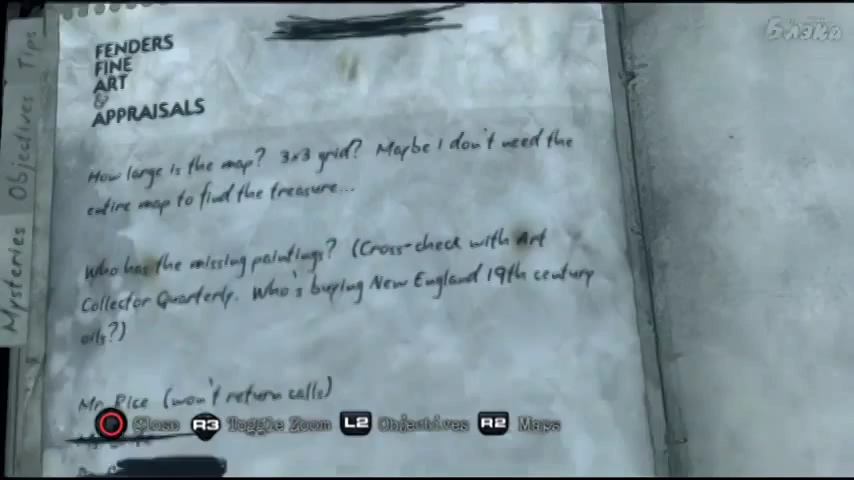 Блэка
FENDERS
FINE
ART
&
APPRAISALS
How large is the map? 3x3 grid? Maybe I don't need the
entire map to find the treasure...
Who has the missing paintings? (Cross-check with Art
Collector Quarterly. Who's buying New England 19th century
oils?)
Mr. Rice (won't return calls)
Close R3 Toggle Zoom L2 Objectives R2 Maps
Tips
Objectives
Mysteries